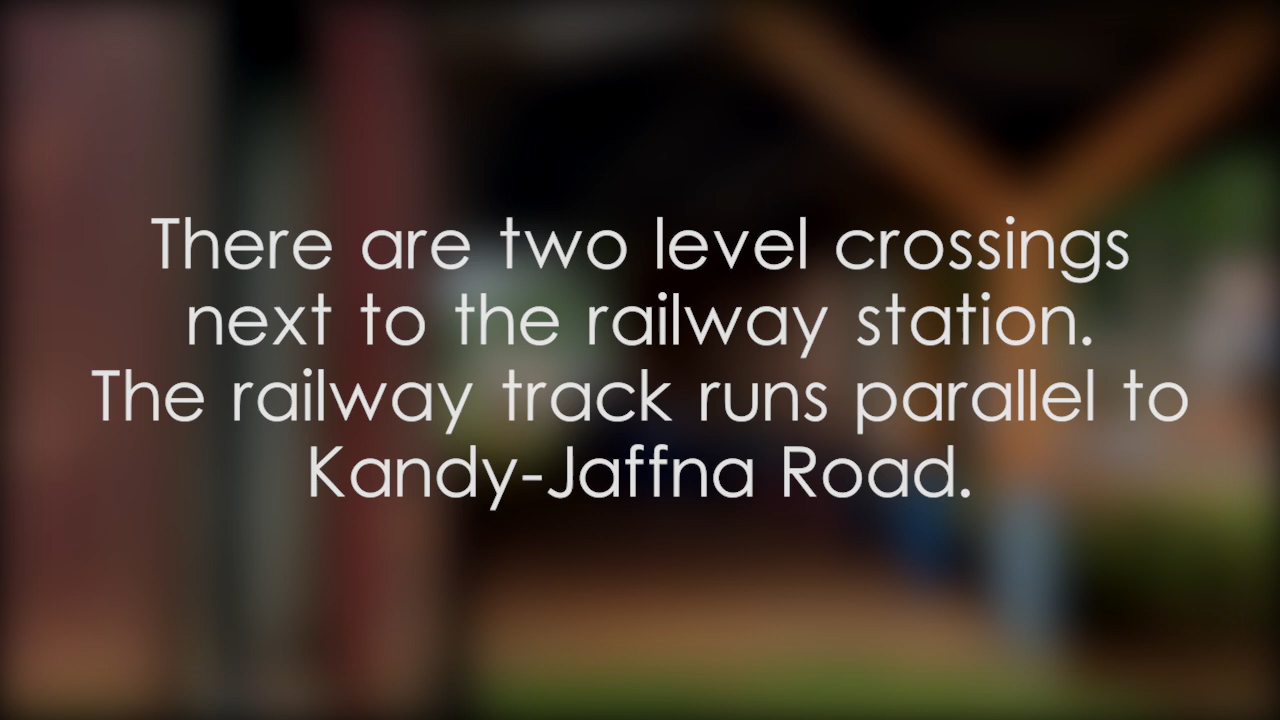 There are two level crossings
next to the railway station.
The railway track runs parallel to
Kandy-Jaffna Road.